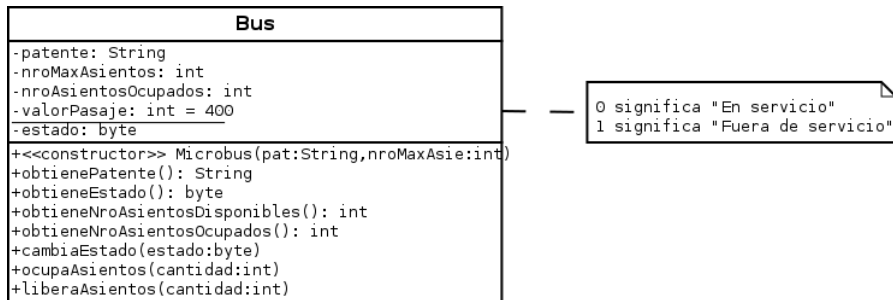 Bus
-patente: String
-nroMaxAsientos: int
-nroAsientosOcupados: int
-valorPasaje: int = 400
-estado: byte
+<<constructor>> Microbus(pat:String,nroMaxAsie:int)
+obtienePatente(): String
+obtieneEstado(): byte
+obtieneNroAsientosDisponibles(): int
+obtieneNroAsientosOcupados(): int
+cambiaEstado(estado:byte)
+ocupaAsientos(cantidad:int)
+liberaAsientos(cantidad:int)
0 significa "En servicio"
1 significa "Fuera de servicio"